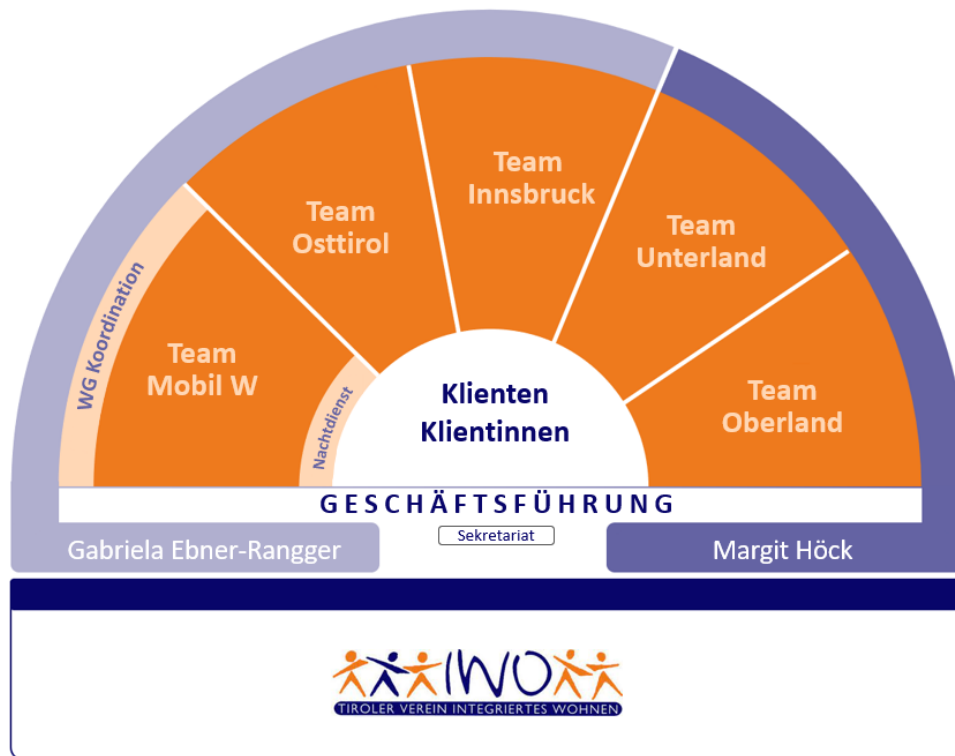 Team
Innsbruck
Team
Osttirol
Team
Unterland
WG Koordination
Team
Mobil W
Nachtdienst
Klienten
Klientinnen
Team
Oberland
GESCHÄFTSFÜHRUNG
Sekretariat
Gabriela Ebner-Rangger
Margit Höck
IWO
TIROLER VEREIN INTEGRIERTES WOHNEN